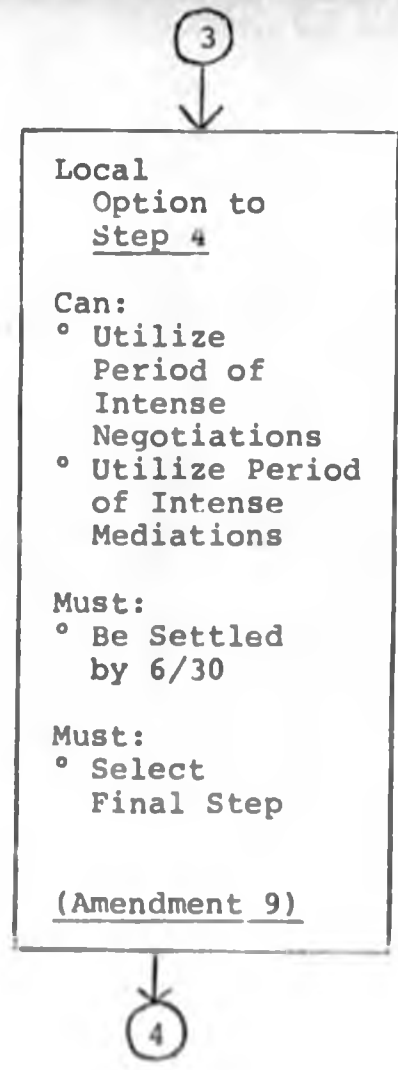 3
Local
Option to
Step 4
Can:
° Utilize
Period of
Intense
Negotiations
° Utilize Period
of Intense
Mediations
Must:
° Be Settled
by 6/30
Must:
° Select
Final Step
(Amendment 9)
4